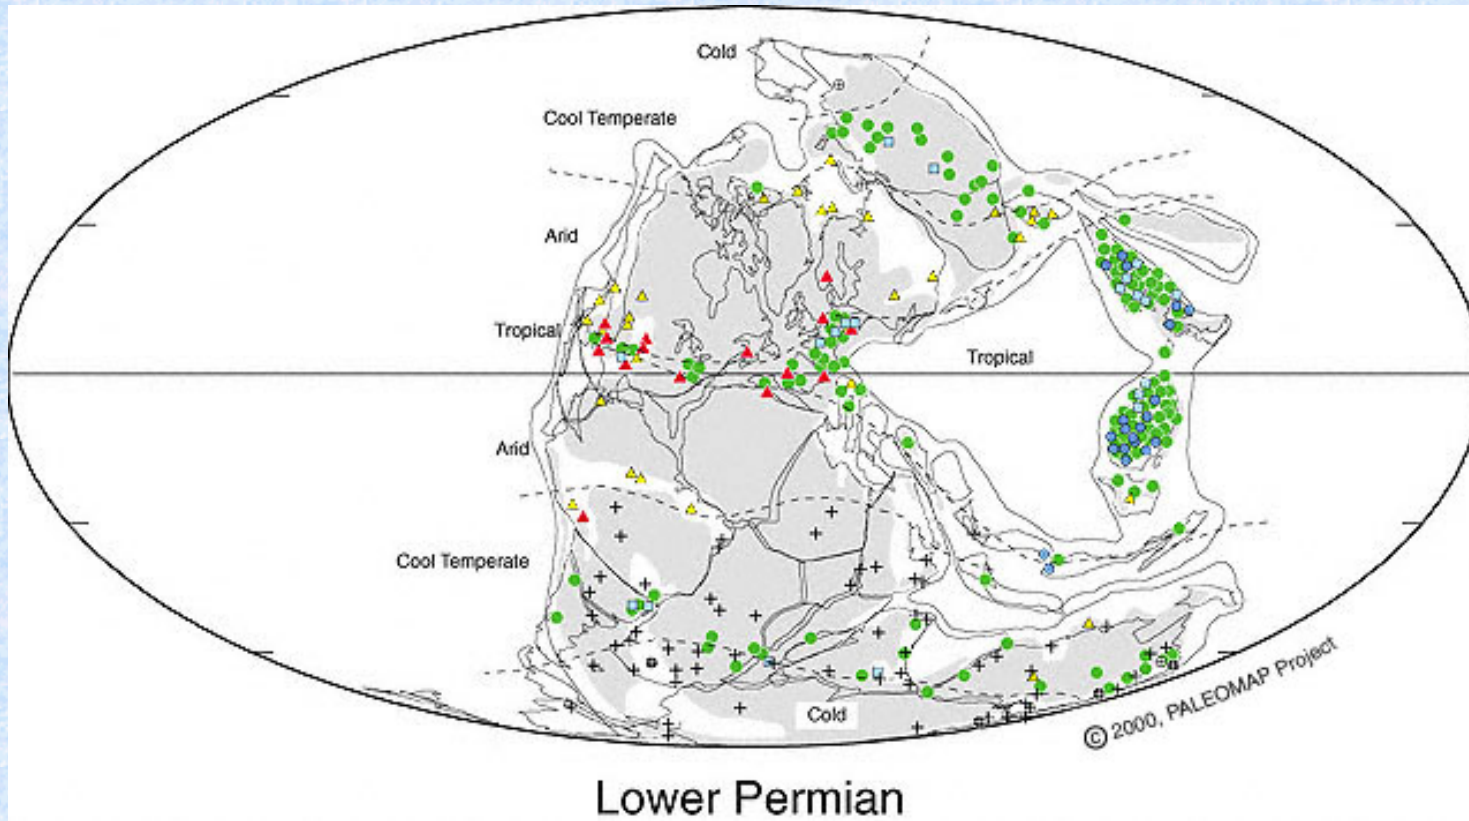 Cold
Cool Temperate
Arid
Tropical
Tropical
Arid
Cool Temperate
Cold
© 2000, PALEOMAP Project
Lower Permian